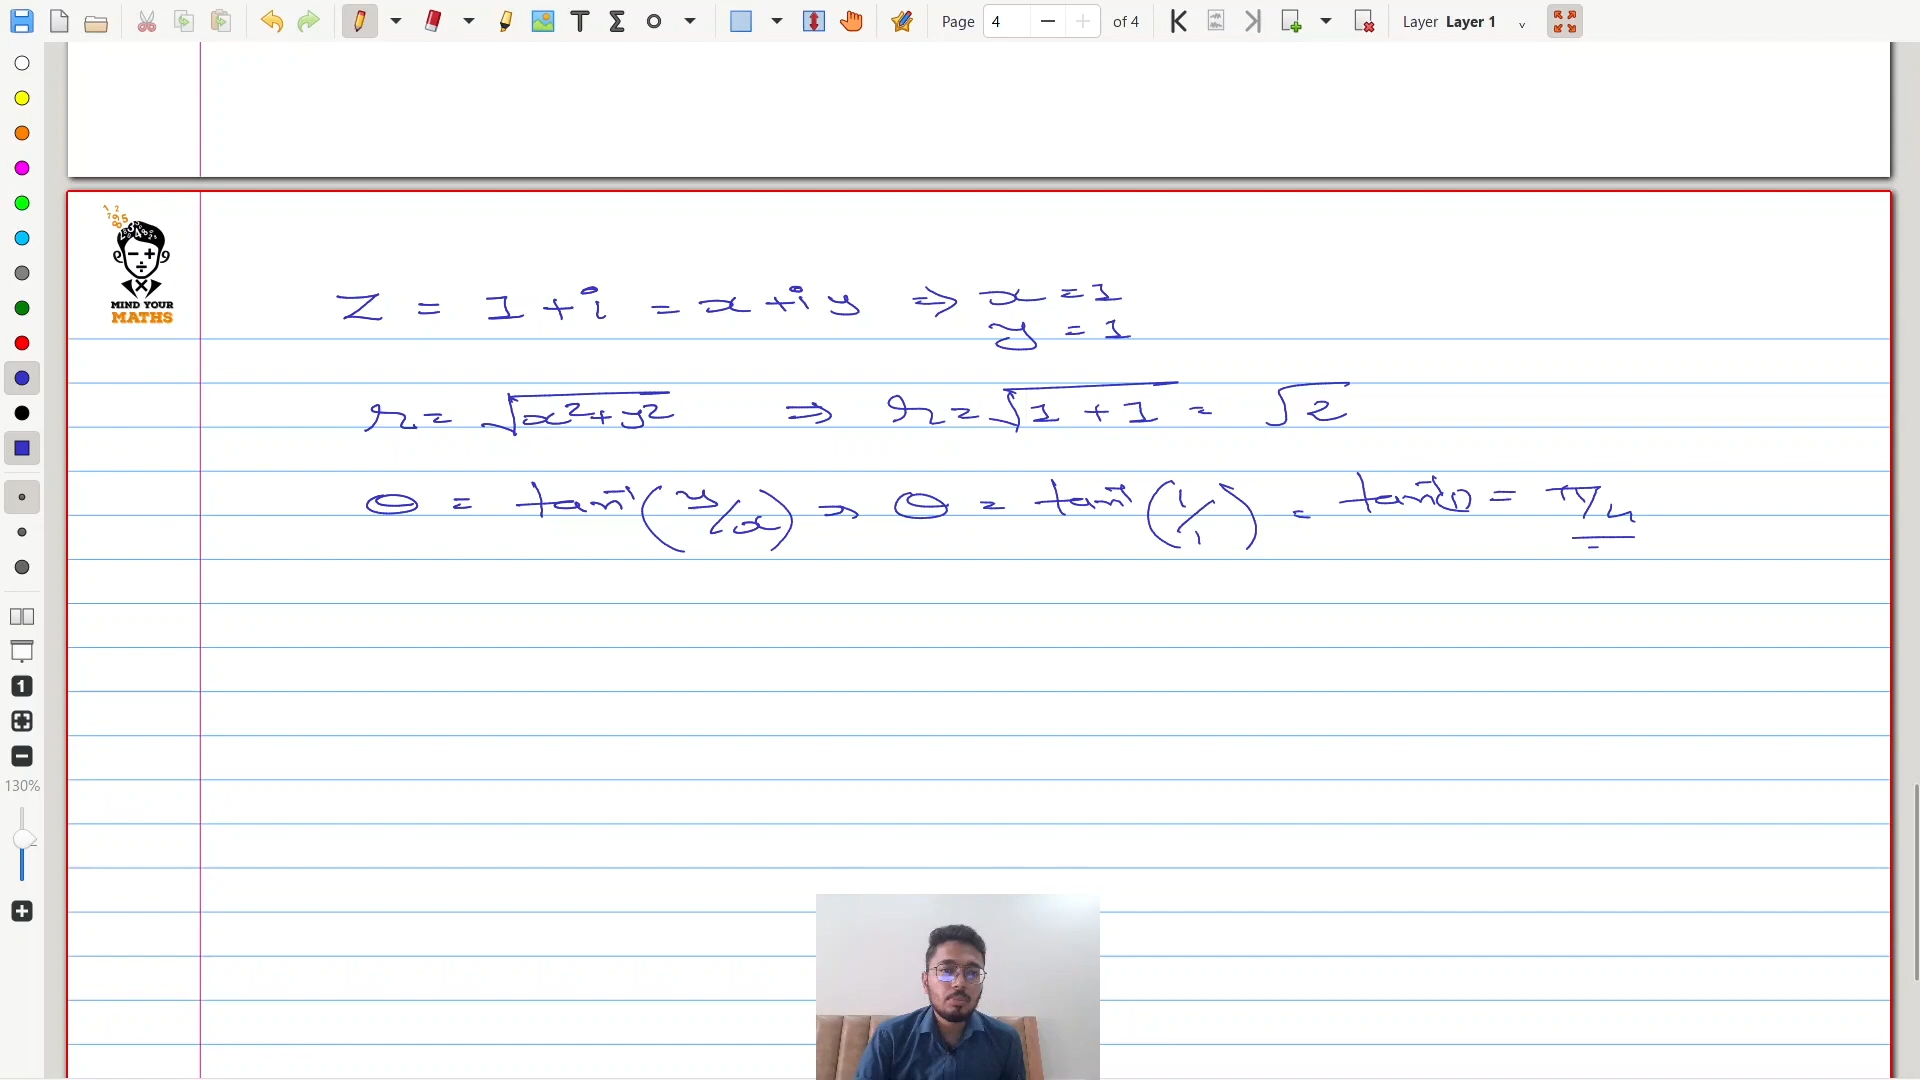 Page 4 of 4 Layer Layer 1
MIND YOUR
MATHS
Z = 1 + i = x + i y ⇒ x = 1
y = 1
r = √(x² + y²) ⇒ r = √(1 + 1) = √2
θ = tan⁻¹(y/x) ⇒ θ = tan⁻¹(1/1) = tan⁻¹(1) = π/4
130%